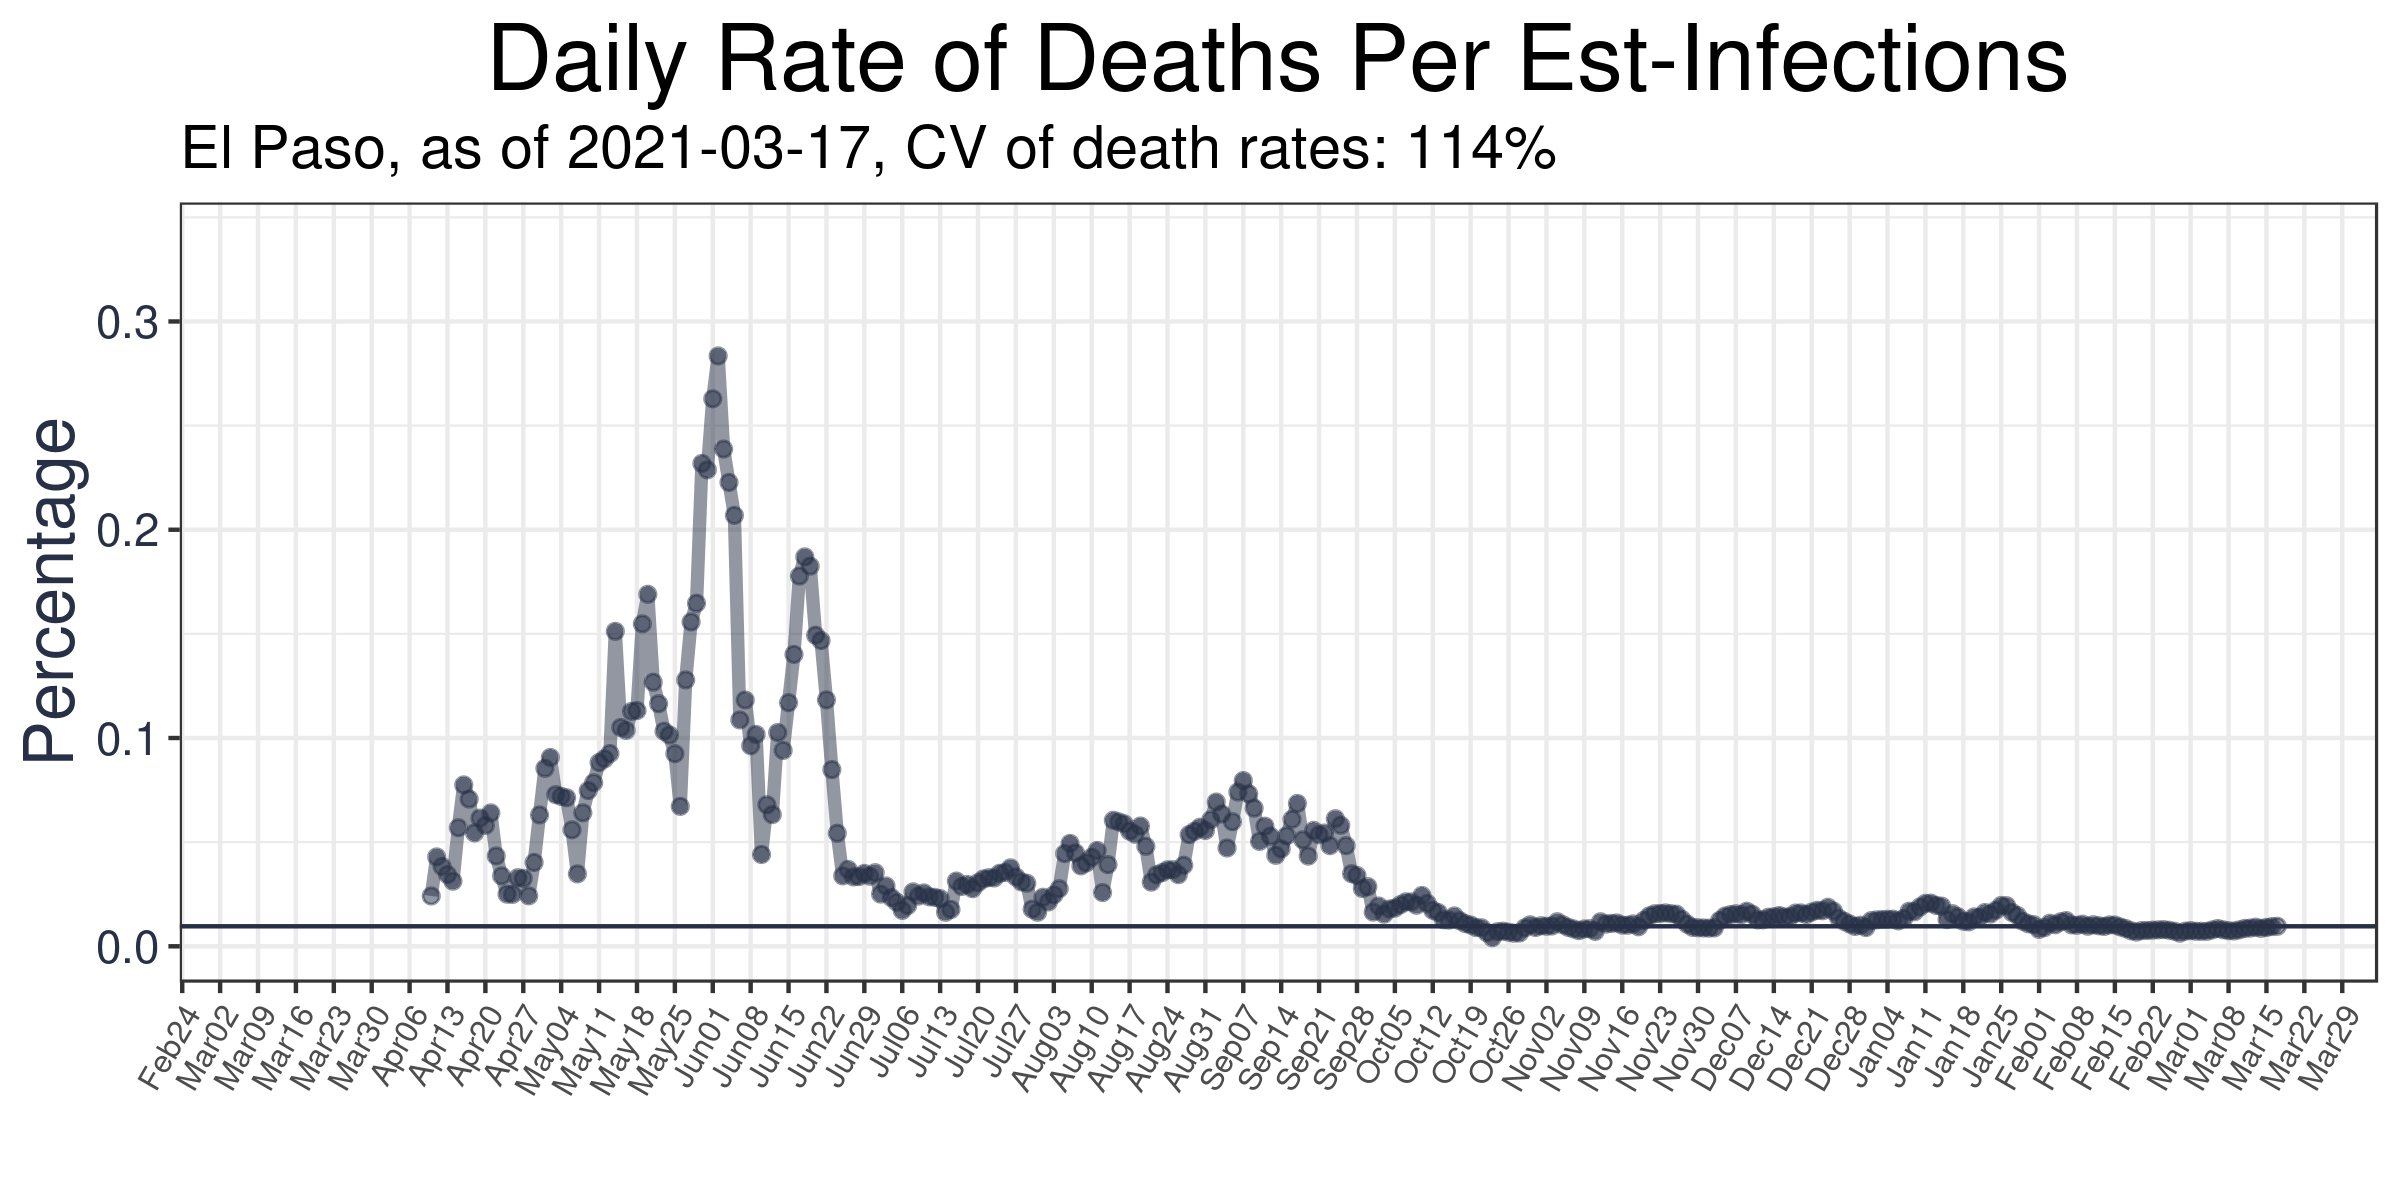 Daily Rate of Deaths Per Est-Infections
El Paso, as of 2021-03-17, CV of death rates: 114%
Percentage
0.3
0.2
0.1
0.0
Feb24
Mar02
Mar09
Mar16
Mar23
Mar30
Apr06
Apr13
Apr20
Apr27
May04
May11
May18
May25
Jun01
Jun08
Jun15
Jun22
Jun29
Jul06
Jul13
Jul20
Jul27
Aug03
Aug10
Aug17
Aug24
Aug31
Sep07
Sep14
Sep21
Sep28
Oct05
Oct12
Oct19
Oct26
Nov02
Nov09
Nov16
Nov23
Nov30
Dec07
Dec14
Dec21
Dec28
Jan04
Jan11
Jan18
Jan25
Feb01
Feb08
Feb15
Feb22
Mar01
Mar08
Mar15
Mar22
Mar29